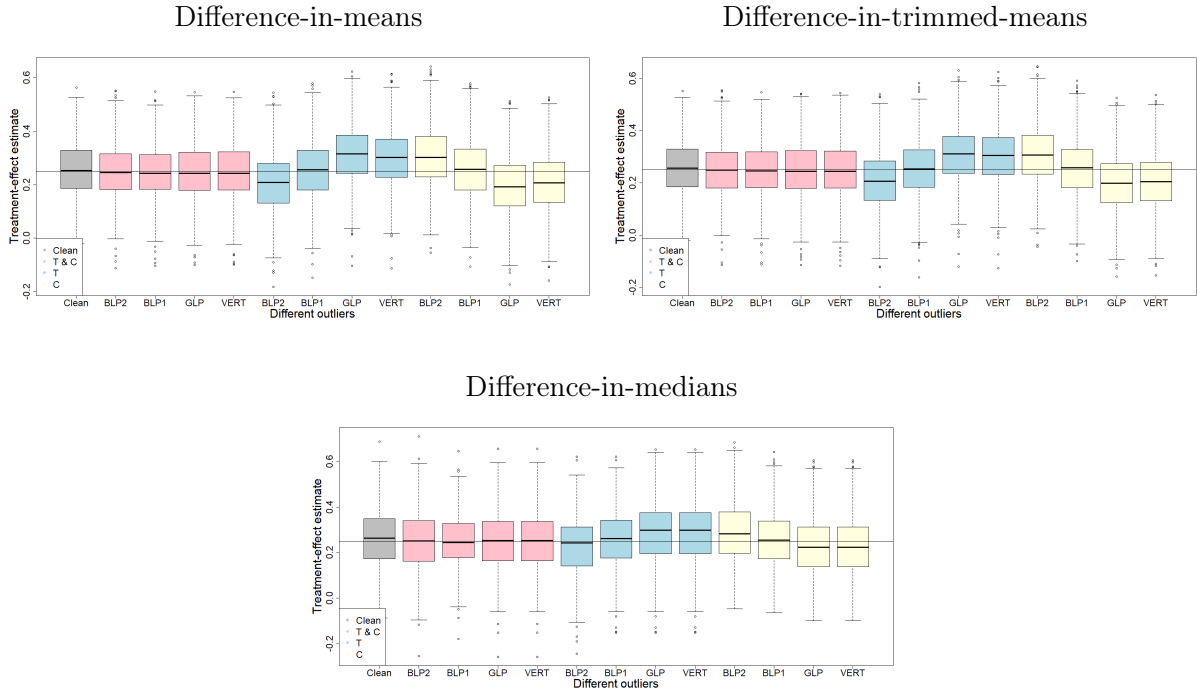 Difference-in-means
Treatment-effect estimate
0.6
0.4
0.2
0.0
-0.2
Clean
T & C
T
C
Clean BLP2 BLP1 GLP VERT BLP2 BLP1 GLP VERT BLP2 BLP1 GLP VERT
Different outliers
Difference-in-trimmed-means
Treatment-effect estimate
0.6
0.4
0.2
0.0
-0.2
Clean
T & C
T
C
Clean BLP2 BLP1 GLP VERT BLP2 BLP1 GLP VERT BLP2 BLP1 GLP VERT
Different outliers
Difference-in-medians
Treatment-effect estimate
0.6
0.4
0.2
0.0
-0.2
Clean
T & C
T
C
Clean BLP2 BLP1 GLP VERT BLP2 BLP1 GLP VERT BLP2 BLP1 GLP VERT
Different outliers